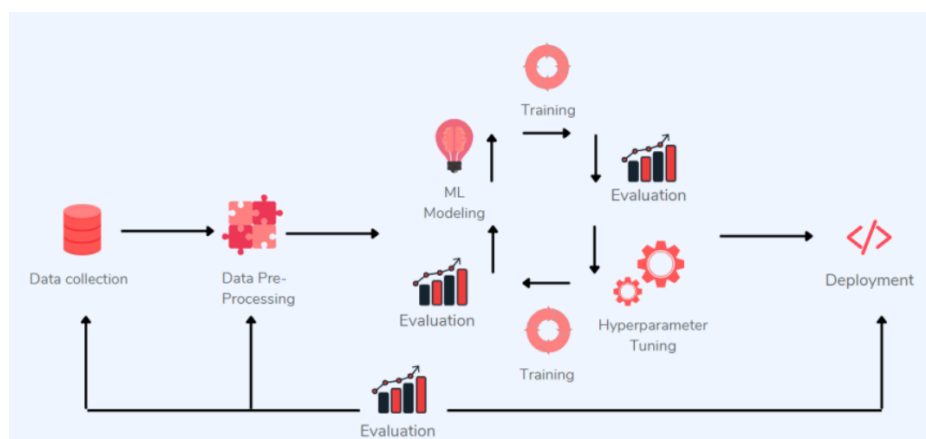 Training
ML
Modeling
Evaluation
Data collection
Data Pre-
Processing
Evaluation
Hyperparameter
Tuning
Training
Deployment
Evaluation